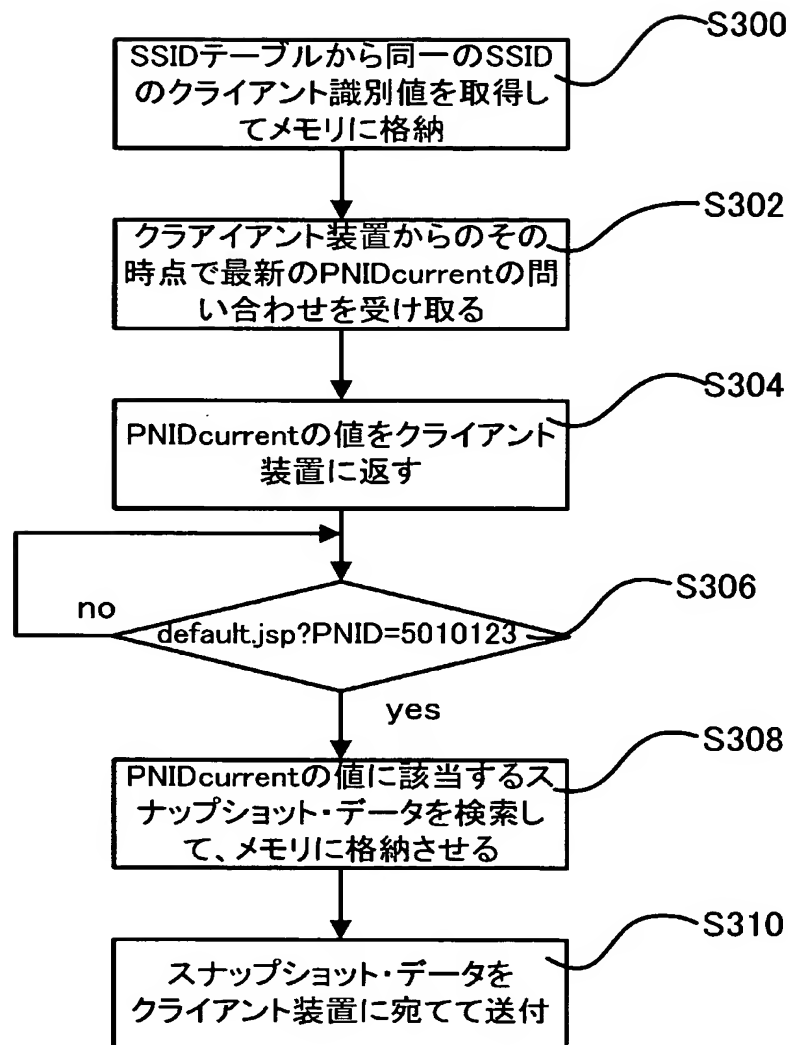 S300
SSIDテーブルから同一のSSID
のクライアント識別値を取得し
てメモリに格納
S302
クラアイアント装置からのその
時点で最新のPNIDcurrentの問
い合わせを受け取る
S304
PNIDcurrentの値をクライアント
装置に返す
S306
no
default.jsp?PNID=5010123
yes
S308
PNIDcurrentの値に該当するス
ナップショット・データを検索し
て、メモリに格納させる
S310
スナップショット・データを
クライアント装置に宛てて送付